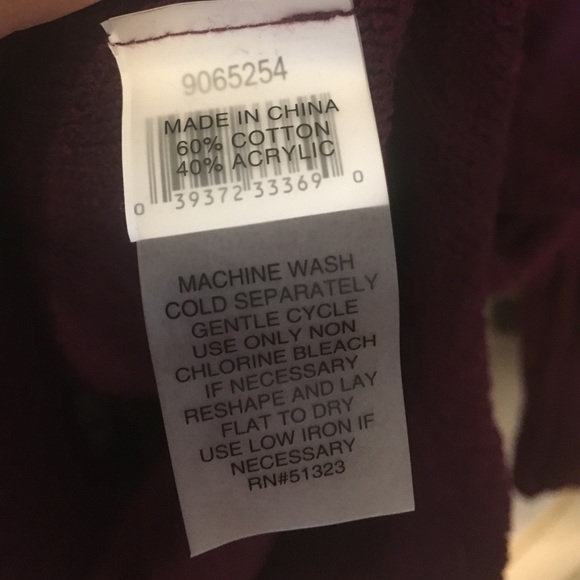 9065254
MADE IN CHINA
60% COTTON
40% ACRYLIC
0 39372 33369 0
MACHINE WASH
COLD SEPARATELY
GENTLE CYCLE
USE ONLY NON
CHLORINE BLEACH
IF NECESSARY
RESHAPE AND LAY
FLAT TO DRY
USE LOW IRON IF
NECESSARY
RN#51323